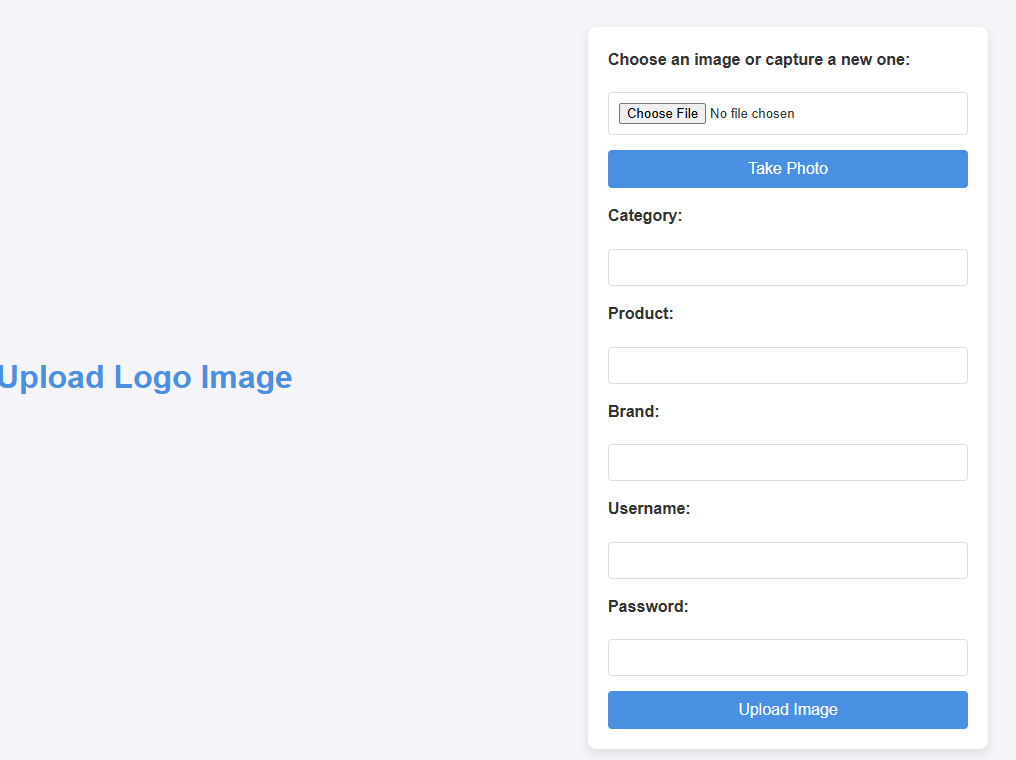 Upload Logo Image
Choose an image or capture a new one:
Choose File No file chosen
Take Photo
Category:
Product:
Brand:
Username:
Password:
Upload Image